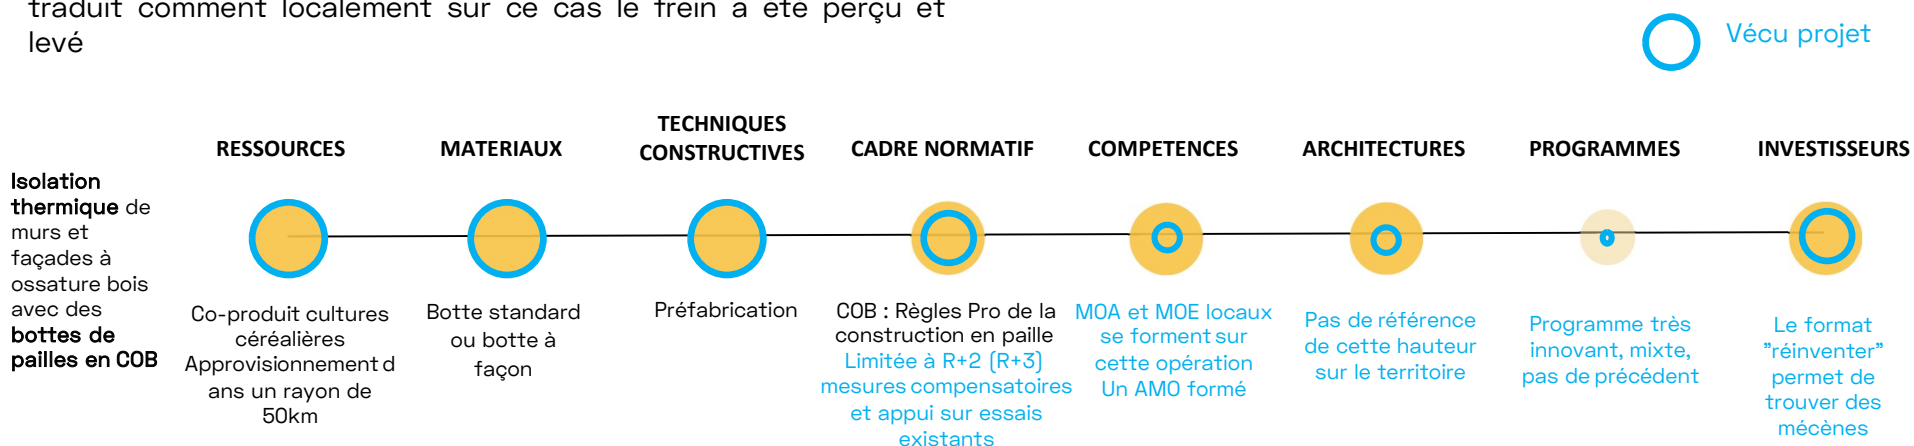 traduit comment localement sur ce cas le frein a été perçu et
levé
Vécu projet
RESSOURCES
MATERIAUX
TECHNIQUES
CONSTRUCTIVES
CADRE NORMATIF
COMPETENCES
ARCHITECTURES
PROGRAMMES
INVESTISSEURS
Isolation
thermique de
murs et
façades à
ossature bois
avec des
bottes de
pailles en COB
Co-produit cultures
céréalières
Approvisionnement d
ans un rayon de
50km
Botte standard
ou botte à
façon
Préfabrication
COB : Règles Pro de la
construction en paille
Limitée à R+2 (R+3)
mesures compensatoires
et appui sur essais
existants
MOA et MOE locaux
se forment sur
cette opération
Un AMO formé
Pas de référence
de cette hauteur
sur le territoire
Programme très
innovant, mixte,
pas de précédent
Le format
"réinventer"
permet de
trouver des
mécènes